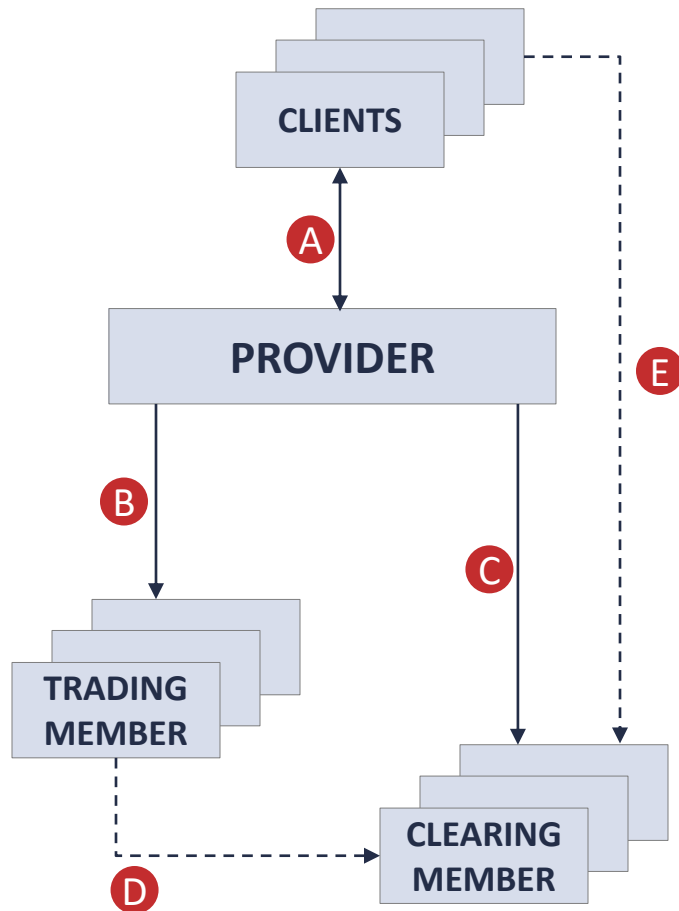 CLIENTS
A
PROVIDER
E
B
C
TRADING
MEMBER
CLEARING
MEMBER
D